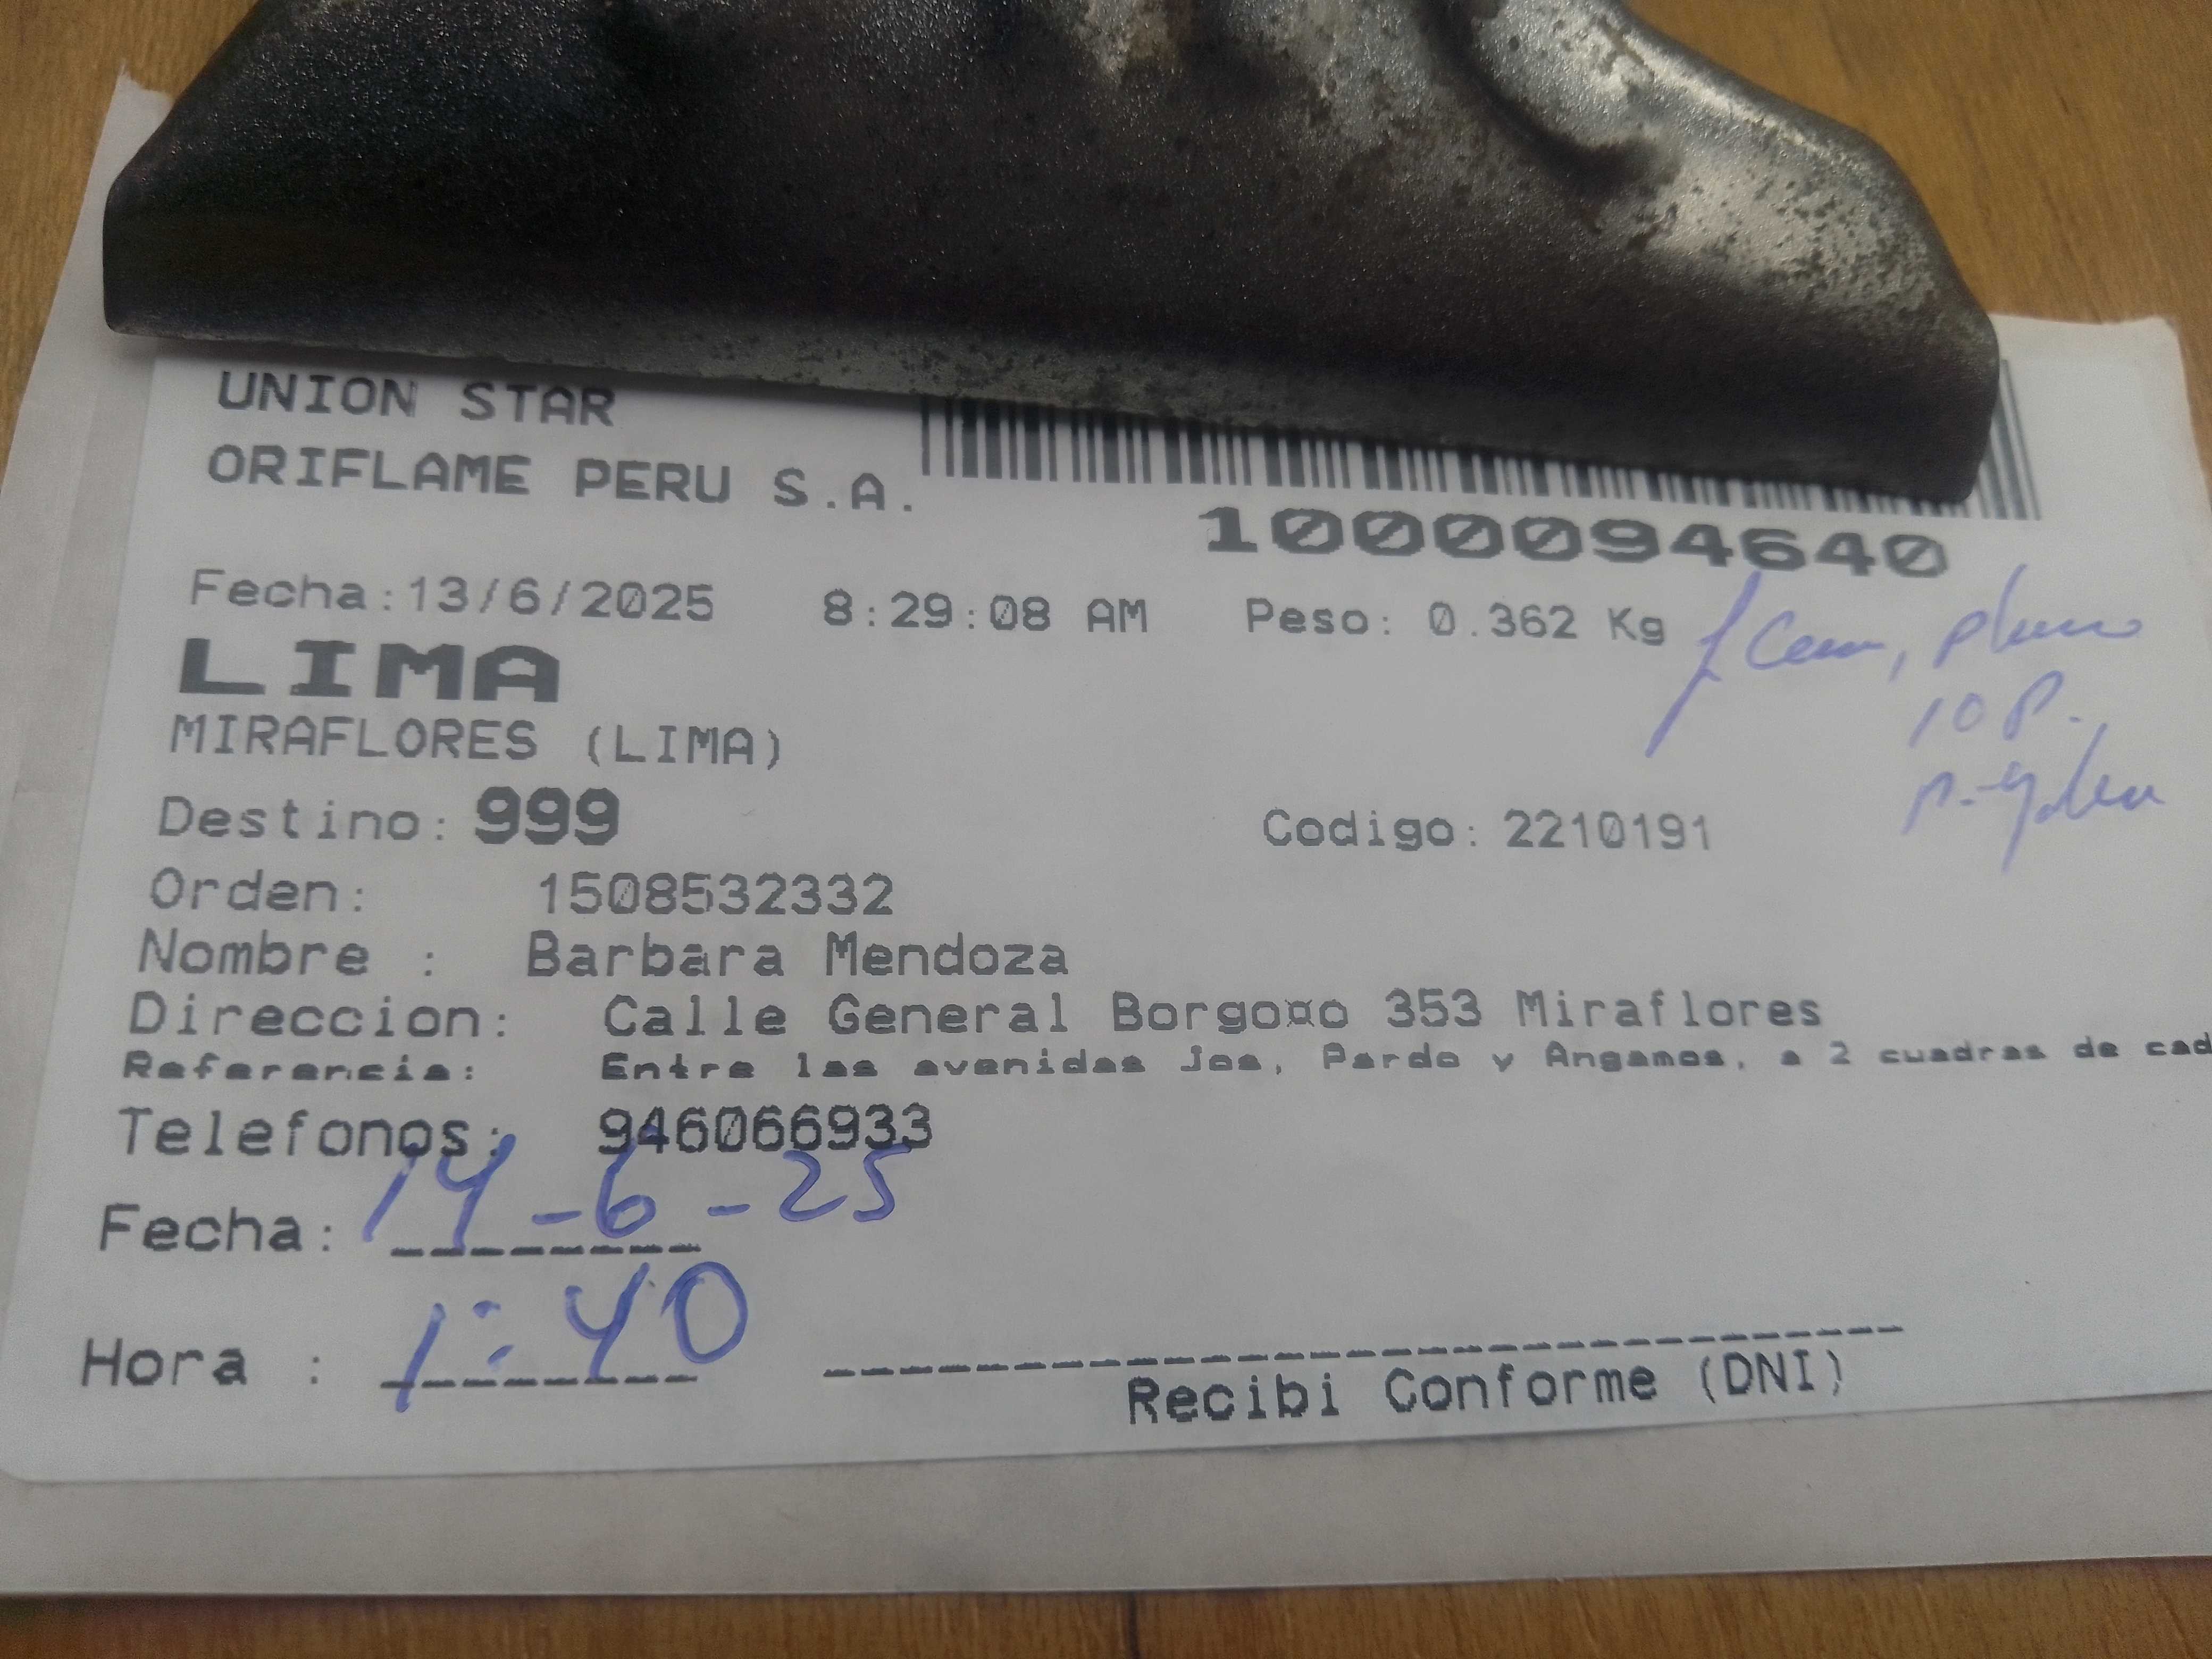 UNION STAR
ORIFLAME PERU S.A.
1000094640
Fecha:13/6/2025 8:29:08 AM Peso: 0.362 Kg
LIMA
10 P.
MIRAFLORES (LIMA)
Destino: 999 Codigo: 2210191
Orden: 1508532332
Nombre : Barbara Mendoza
Direccion: Calle General Borgo¤o 353 Miraflores
Referencia: Entre las avenidas Jos, Pardo y Angamos, a 2 cuadras de cad
Telefonos: 946066933
Fecha: 14-6-25
Hora : 1:40
Recibi Conforme (DNI)